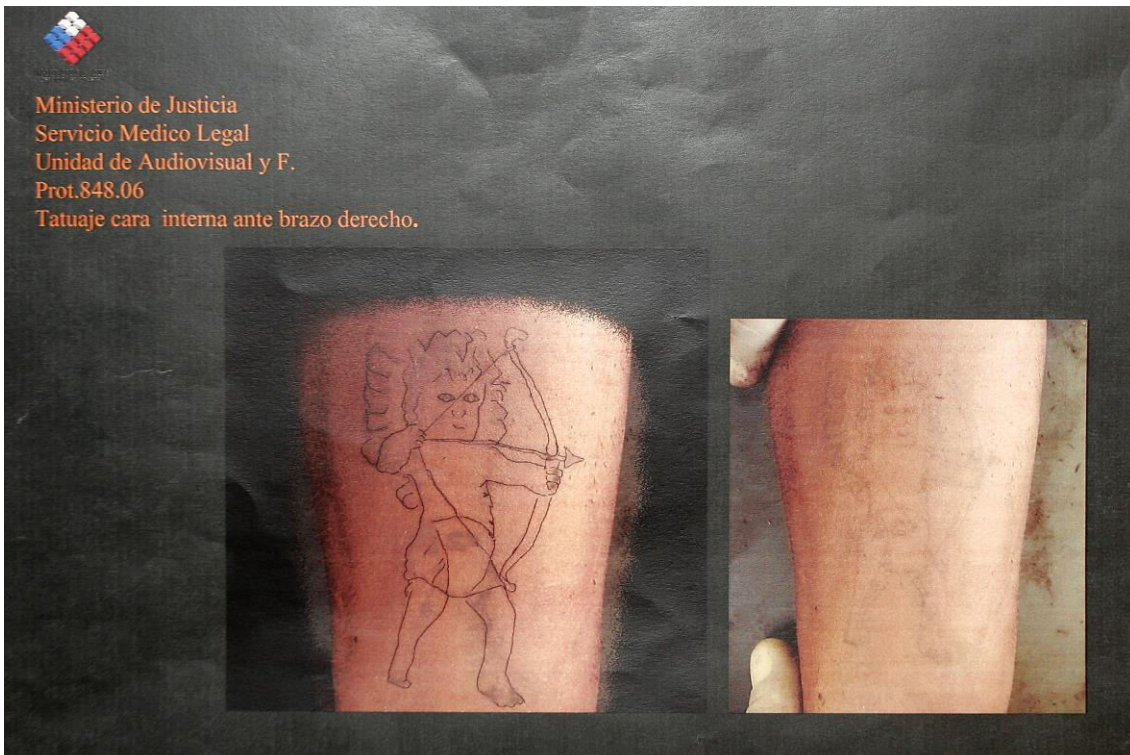 Ministerio de Justicia
Servicio Medico Legal
Unidad de Audiovisual y F.
Prot.848.06
Tatuaje cara interna ante brazo derecho.